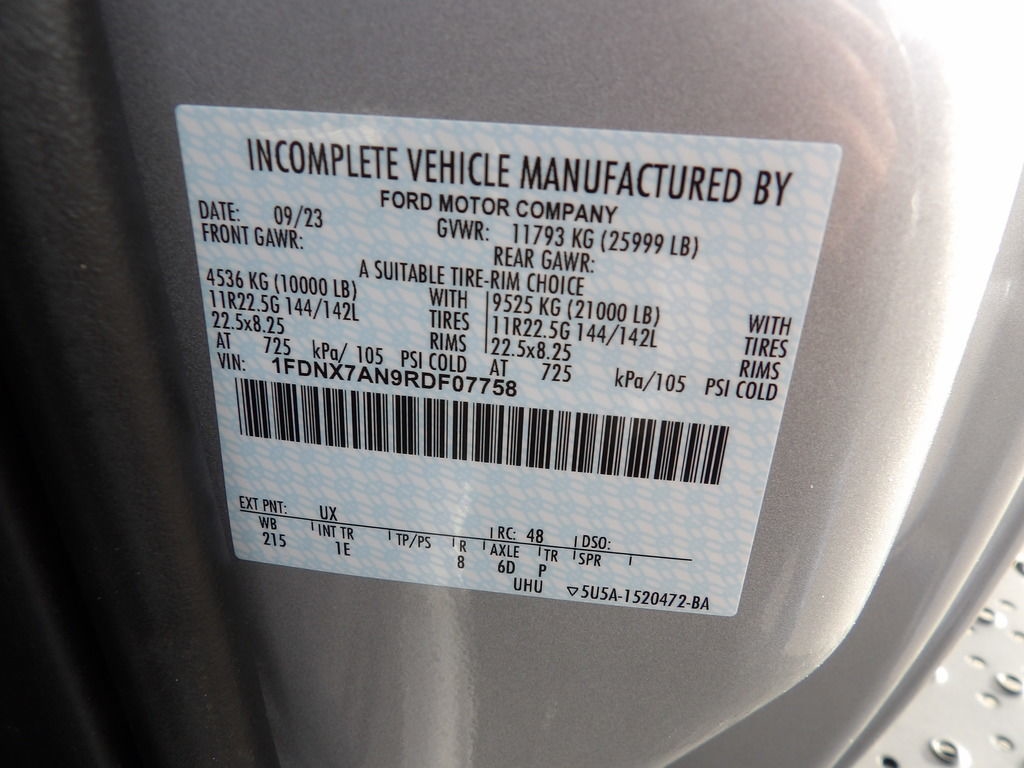 INCOMPLETE VEHICLE MANUFACTURED BY
FORD MOTOR COMPANY
DATE: 09/23 GVWR: 11793 KG (25999 LB)
FRONT GAWR: REAR GAWR:
A SUITABLE TIRE-RIM CHOICE
4536 KG (10000 LB) WITH 9525 KG (21000 LB) WITH
11R22.5G 144/142L TIRES 11R22.5G 144/142L TIRES
22.5x8.25 RIMS 22.5x8.25 RIMS
AT 725 kPa/ 105 PSI COLD AT 725 kPa/105 PSI COLD
VIN: 1FDNX7AN9RDF07758
EXT PNT: UX RC: 48 DSO:
WB INT TR TP/PS R AXLE TR SPR
215 1E 8 6D P
UHU ▽5U5A-1520472-BA